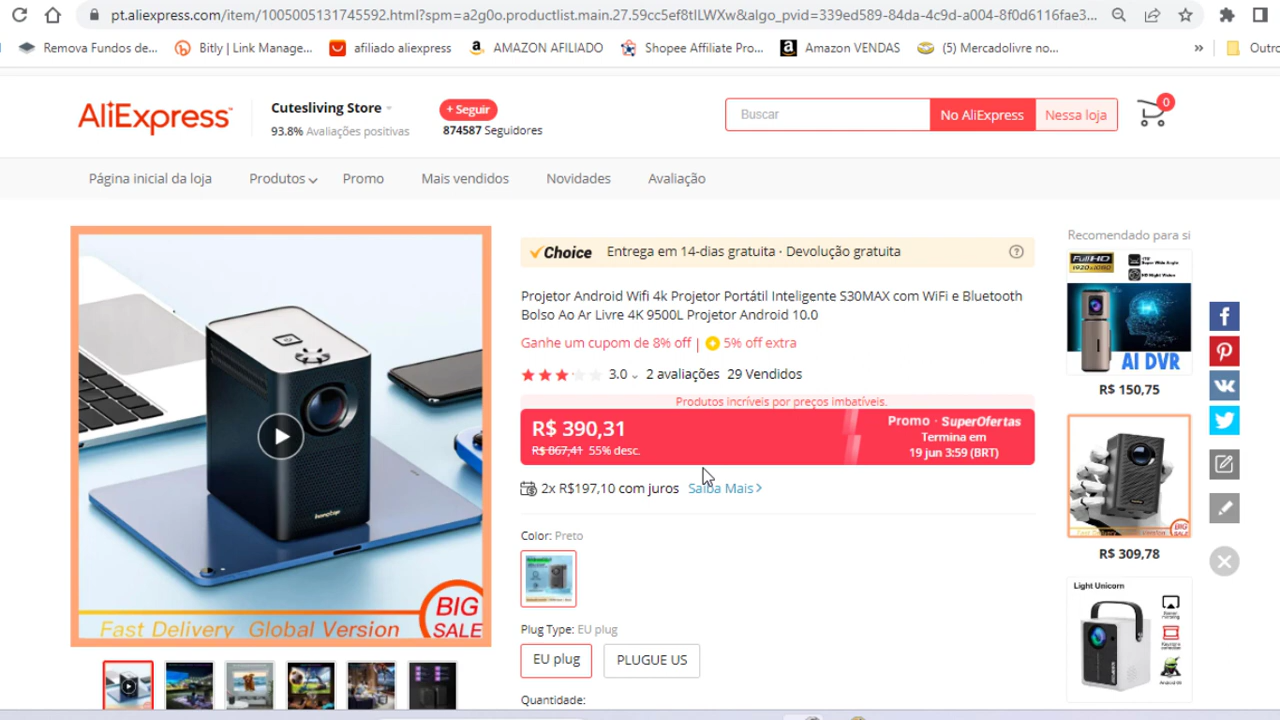 pt.aliexpress.com/item/1005005131745592.html?spm=a2g0o.productlist.main.27.59cc5ef8tILWXw&algo_pvid=339ed589-84da-4c9d-a004-8f0d6116fae3...
Remova Fundos de...
Bitly | Link Manage...
afiliado aliexpress
AMAZON AFILIADO
Shopee Affiliate Pro...
Amazon VENDAS
(5) Mercadolivre no...
»
Outro
AliExpress
Cutesliving Store
93.8% Avaliações positivas
+ Seguir
874587 Seguidores
Buscar
No AliExpress
Nessa loja
0
Página inicial da loja
Produtos
Promo
Mais vendidos
Novidades
Avaliação
Choice
Entrega em 14-dias gratuita · Devolução gratuita
Projetor Android Wifi 4k Projetor Portátil Inteligente S30MAX com WiFi e Bluetooth
Bolso Ao Ar Livre 4K 9500L Projetor Android 10.0
Ganhe um cupom de 8% off | 5% off extra
3.0 2 avaliações 29 Vendidos
Produtos incríveis por preços imbatíveis.
R$ 390,31
R$ 867,41 55% desc.
Promo · SuperOfertas
Termina em
19 jun 3:59 (BRT)
2x R$197,10 com juros Saiba Mais >
Color: Preto
Plug Type: EU plug
EU plug
PLUGUE US
Quantidade:
Fast Delivery Global Version
BIG
SALE
Recomendado para si
Full HD
1920x1080
AI DVR
R$ 150,75
BIG
SALE
R$ 309,78
Light Unicorn